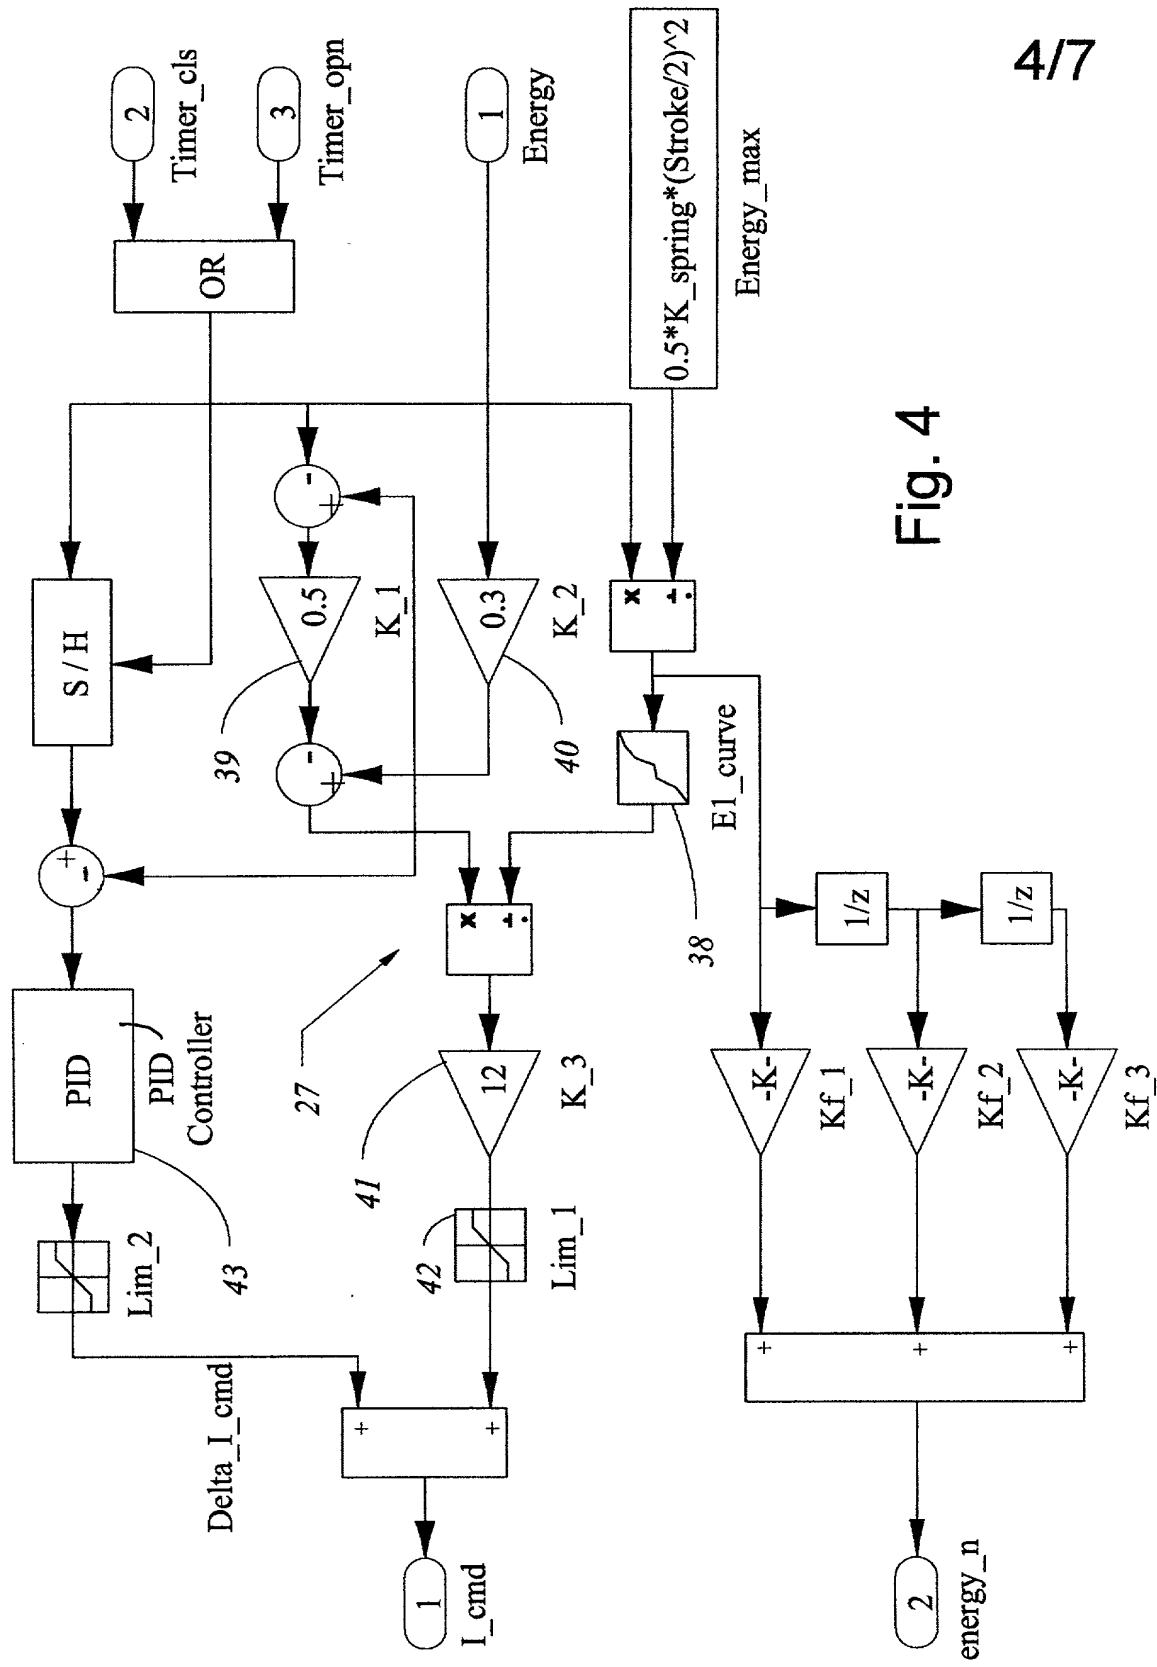 4/7
2
Timer_cls
3
Timer_opn
OR
1
Energy
0.5*K_spring*(Stroke/2)^2
Energy_max
S / H
-
+
0.5
K_1
39
0.3
K_2
40
-
+
x
÷
E1_curve
38
+
-
x
÷
27
PID
PID
Controller
43
Lim_2
Delta_I_cmd
12
K_3
41
42
Lim_1
+
+
1
I_cmd
1/z
1/z
-K-
Kf_1
-K-
Kf_2
-K-
Kf_3
+
+
+
2
energy_n
Fig. 4